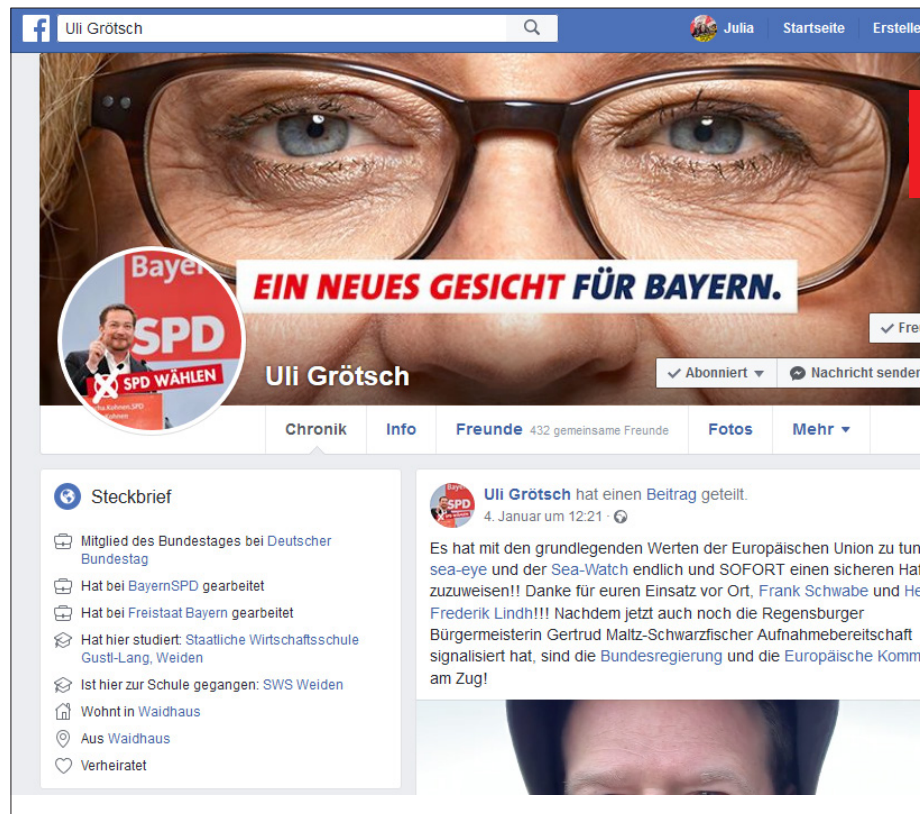 Uli Grötsch
Julia Startseite Erstelle
EIN NEUES GESICHT FÜR BAYERN.
Bayer
SPD
SPD WÄHLEN
Kohnen.SPD
Kohnen
Uli Grötsch
Freu
Abonniert Nachricht senden
Chronik Info Freunde 432 gemeinsame Freunde Fotos Mehr
Steckbrief
Mitglied des Bundestages bei Deutscher
Bundestag
Hat bei BayernSPD gearbeitet
Hat bei Freistaat Bayern gearbeitet
Hat hier studiert: Staatliche Wirtschaftsschule
Gustl-Lang, Weiden
Ist hier zur Schule gegangen: SWS Weiden
Wohnt in Waidhaus
Aus Waidhaus
Verheiratet
Uli Grötsch hat einen Beitrag geteilt.
4. Januar um 12:21 ·
Es hat mit den grundlegenden Werten der Europäischen Union zu tun
sea-eye und der Sea-Watch endlich und SOFORT einen sicheren Haf
zuzuweisen!! Danke für euren Einsatz vor Ort, Frank Schwabe und He
Frederik Lindh!!! Nachdem jetzt auch noch die Regensburger
Bürgermeisterin Gertrud Maltz-Schwarzfischer Aufnahmebereitschaft
signalisiert hat, sind die Bundesregierung und die Europäische Komm
am Zug!